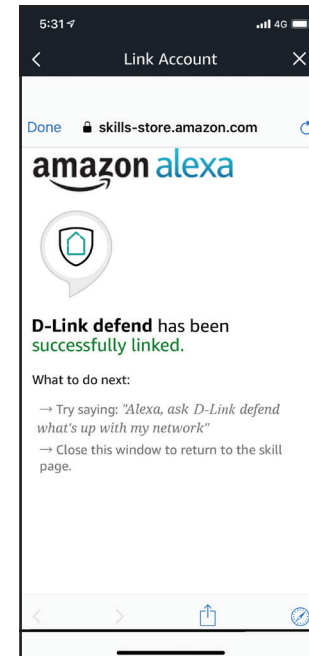 5:31 4G
Link Account
Done skills-store.amazon.com
amazon alexa
D-Link defend has been
successfully linked.
What to do next:
→ Try saying: "Alexa, ask D-Link defend
what's up with my network"
→ Close this window to return to the skill
page.